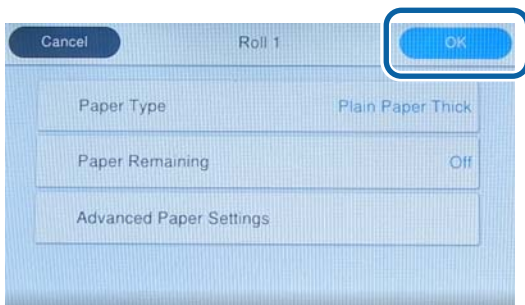 Cancel Roll 1 OK
Paper Type Plain Paper Thick
Paper Remaining Off
Advanced Paper Settings